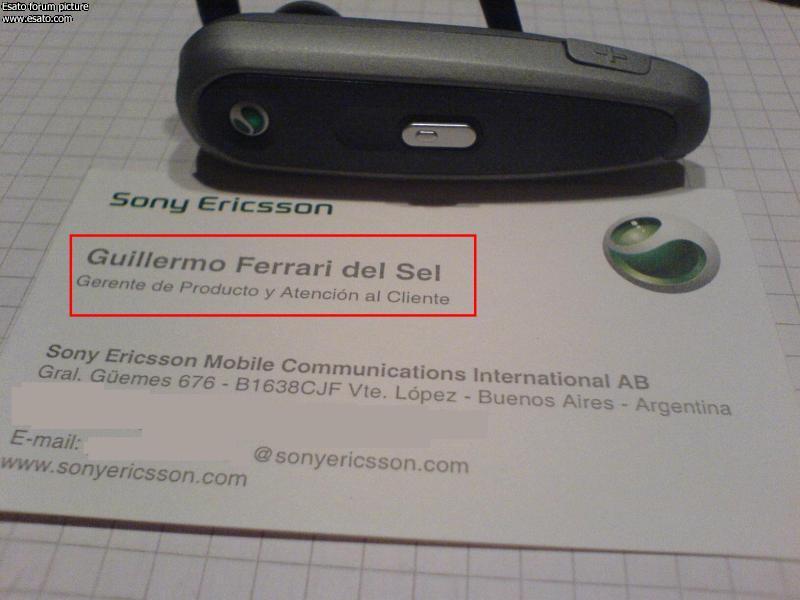 Esato forum picture
www.esato.com
Sony Ericsson
Guillermo Ferrari del Sel
Gerente de Producto y Atención al Cliente
Sony Ericsson Mobile Communications International AB
Gral. Güemes 676 - B1638CJF Vte. López - Buenos Aires - Argentina
E-mail: @sonyericsson.com
www.sonyericsson.com